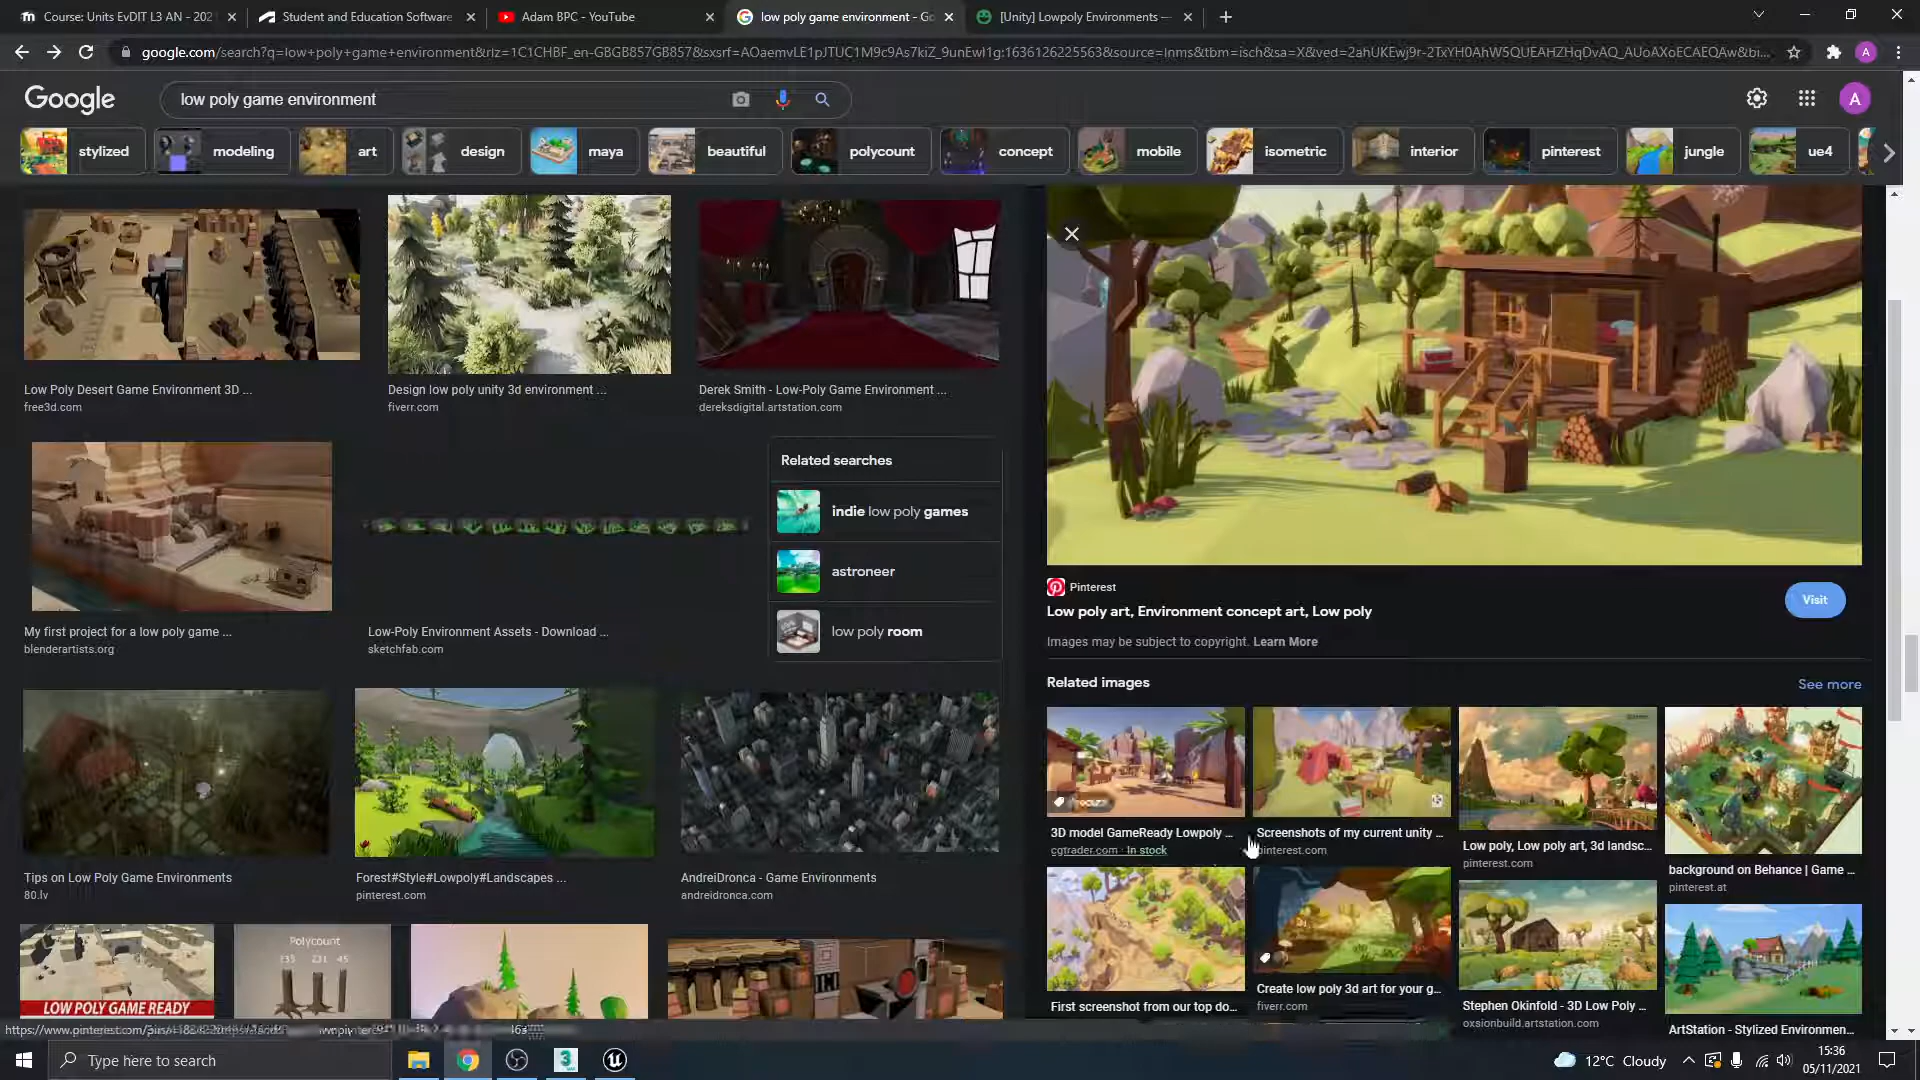 Course: Units EvDIT L3 AN - 202
Student and Education Software
Adam BPC - YouTube
low poly game environment - Go
[Unity] Lowpoly Environments —
google.com/search?q=low+poly+game+environment&rlz=1C1CHBF_en-GBGB857GB857&sxsrf=AOaemvLE1pJTUC1M9c9As7kiZ_9unEwI1g:1636126225563&source=lnms&tbm=isch&sa=X&ved=2ahUKEwj9r-2TxYH0AhW5QUEAHZHqDvAQ_AUoAXoECAEQAw&bi...
A
Google
low poly game environment
A
stylized
modeling
art
design
maya
beautiful
polycount
concept
mobile
isometric
interior
pinterest
jungle
ue4
Low Poly Desert Game Environment 3D ...
free3d.com
Design low poly unity 3d environment ...
fiverr.com
Derek Smith - Low-Poly Game Environment ...
dereksdigital.artstation.com
My first project for a low poly game ...
blenderartists.org
Low-Poly Environment Assets - Download ...
sketchfab.com
Related searches
indie low poly games
astroneer
low poly room
Tips on Low Poly Game Environments
80.lv
Forest#Style#Lowpoly#Landscapes ...
pinterest.com
AndreiDronca - Game Environments
andreidronca.com
LOW POLY GAME READY
Polycount
231 45
Pinterest
Low poly art, Environment concept art, Low poly
Visit
Images may be subject to copyright. Learn More
Related images
See more
3D model GameReady Lowpoly ...
cgtrader.com · In stock
Screenshots of my current unity ...
pinterest.com
Low poly, Low poly art, 3d landsc...
pinterest.com
background on Behance | Game ...
pinterest.at
First screenshot from our top do...
Create low poly 3d art for your g...
fiverr.com
Stephen Okinfold - 3D Low Poly ...
oxsionbuild.artstation.com
ArtStation - Stylized Environmen...
Type here to search
12°C Cloudy
15:36
05/11/2021